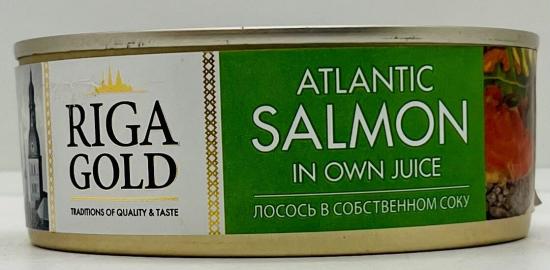 RIGA
GOLD
TRADITIONS OF QUALITY & TASTE
ATLANTIC
SALMON
IN OWN JUICE
ЛОСОСЬ В СОБСТВЕННОМ СОКУ